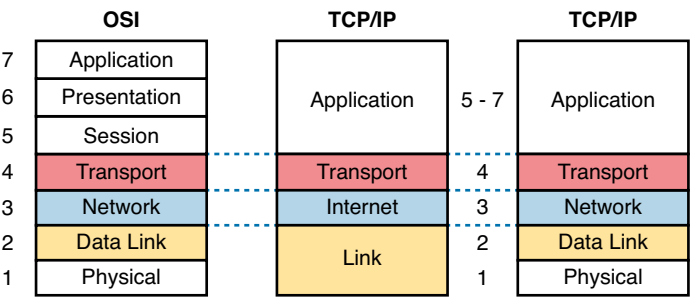 OSI TCP/IP TCP/IP
7 Application
6 Presentation Application 5 - 7 Application
5 Session
4 Transport Transport 4 Transport
3 Network Internet 3 Network
2 Data Link Link 2 Data Link
1 Physical 1 Physical